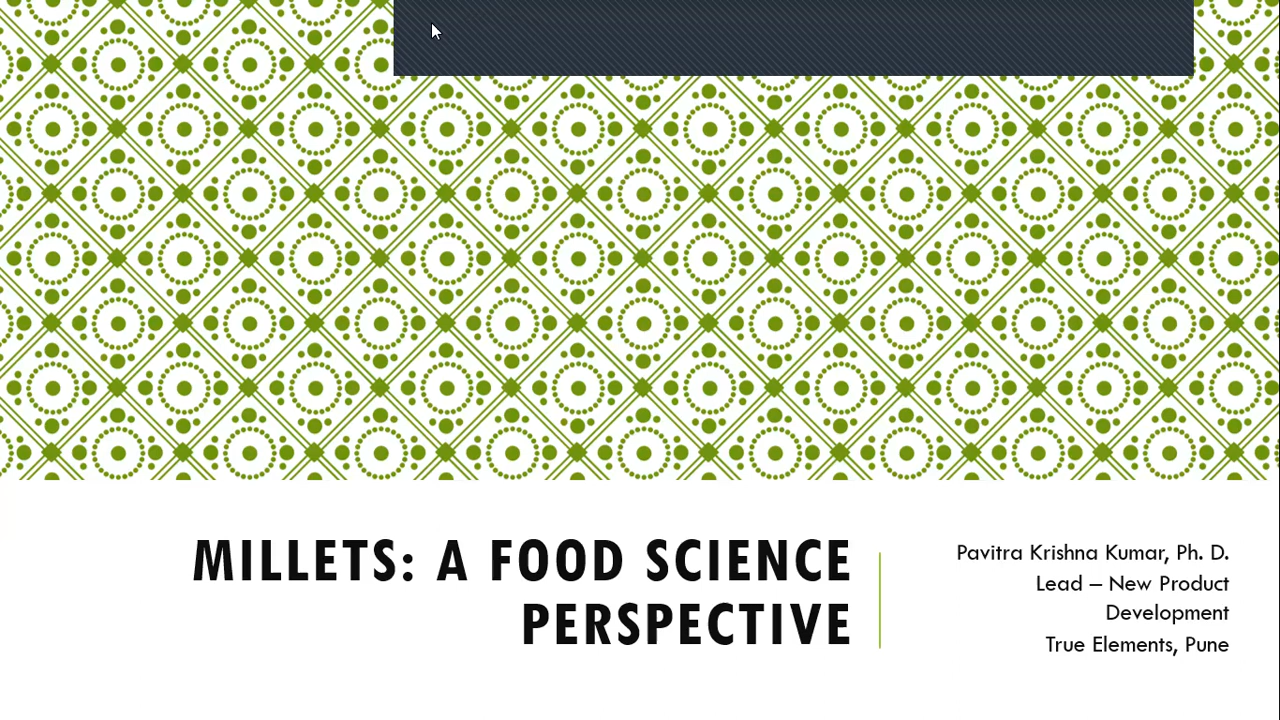 MILLETS: A FOOD SCIENCE
PERSPECTIVE
Pavitra Krishna Kumar, Ph. D.
Lead – New Product
Development
True Elements, Pune